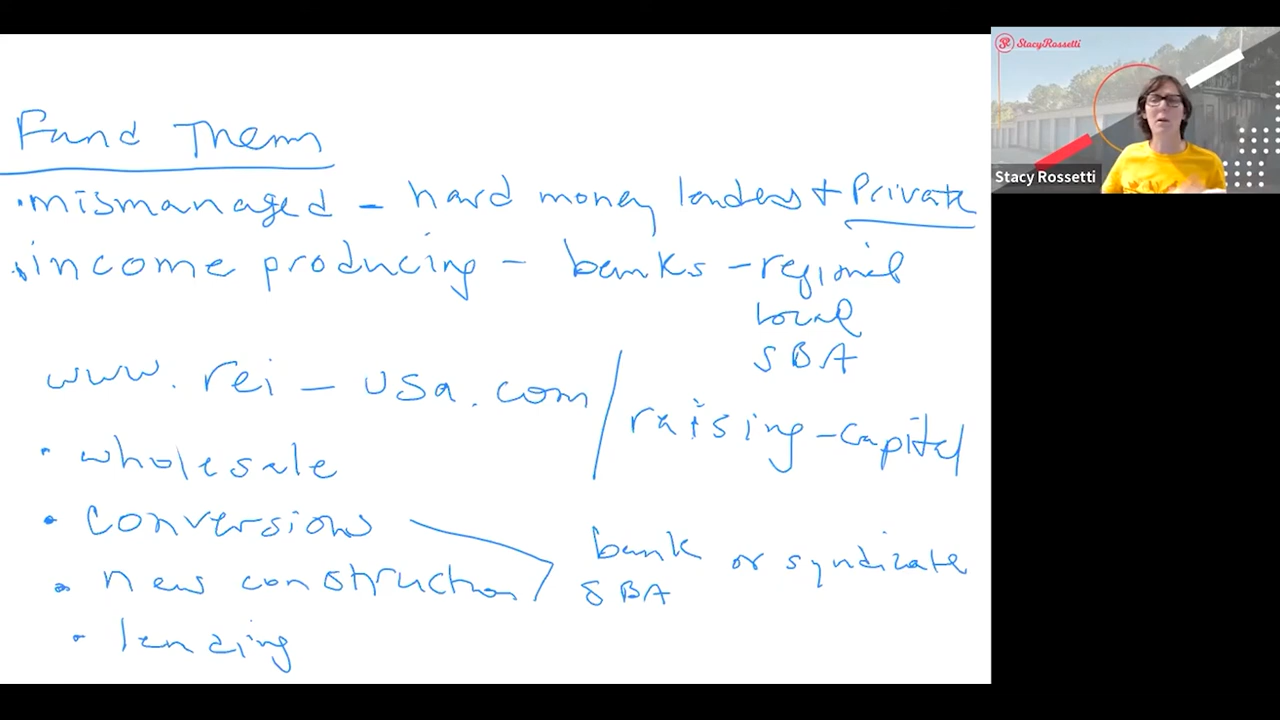 Fund Them
• mismanaged - hard money lenders + Private
• income producing - banks - regional
local
SBA
www.rei-usa.com/raising-capital
• wholesale
• conversions
• new construction
bank or syndicate
SBA
• lending
StacyRossetti
Stacy Rossetti